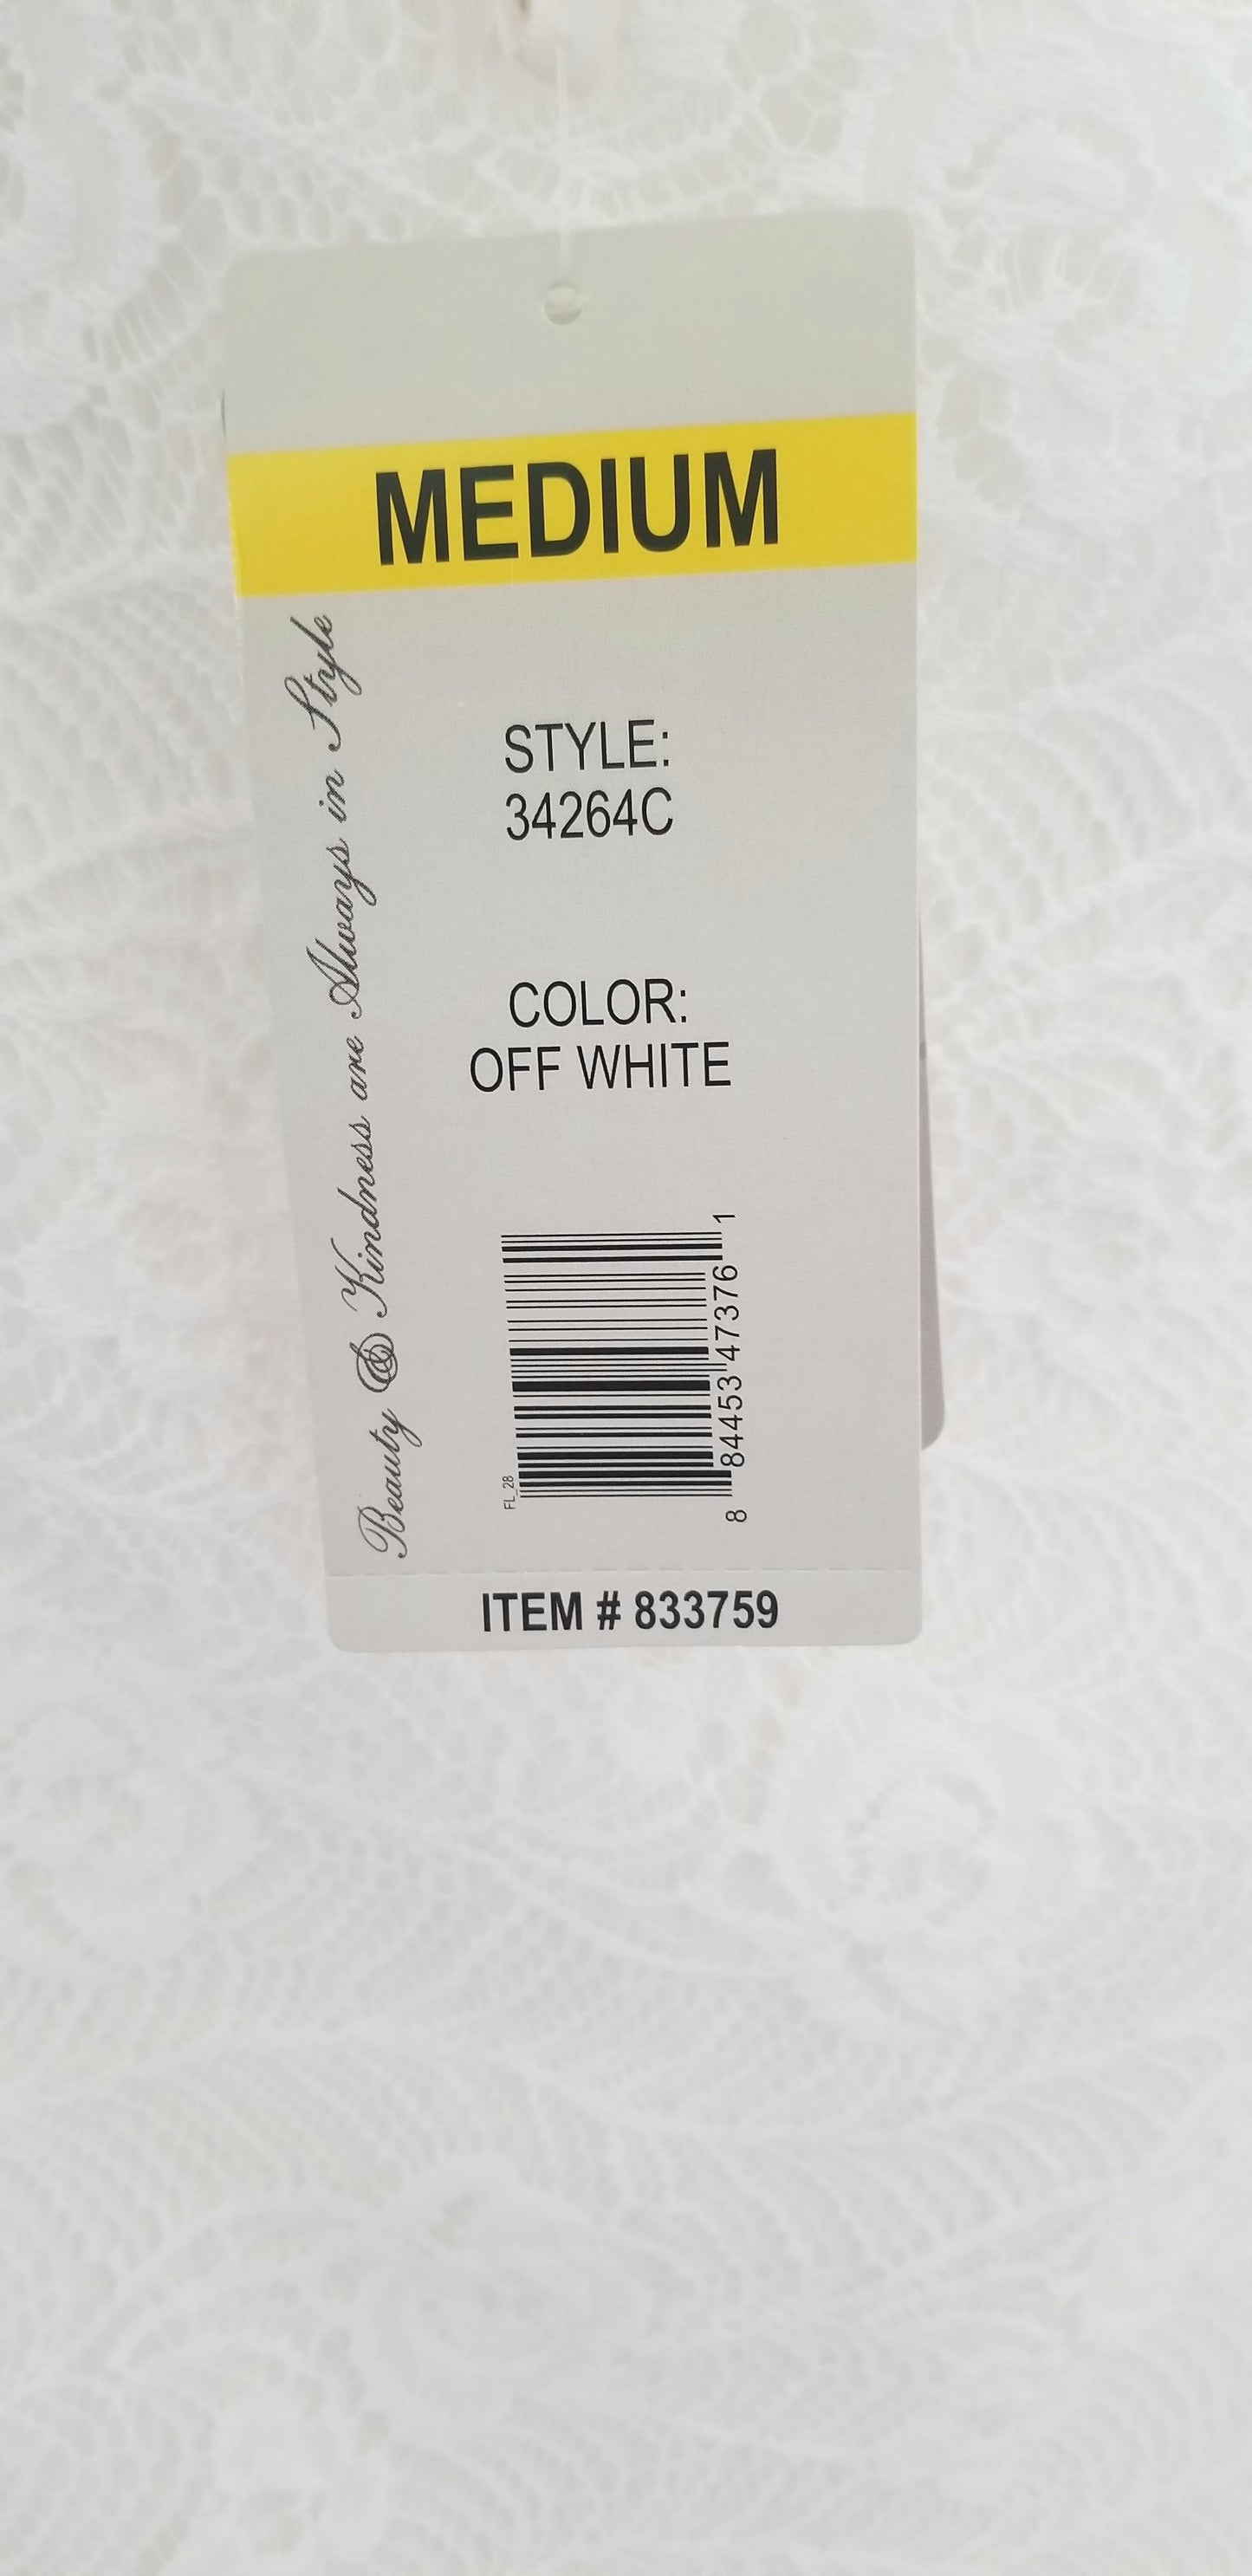 MEDIUM
Beauty & Kindness are Always in Style
STYLE:
34264C
COLOR:
OFF WHITE
FL_28
8 84453 47376 1
ITEM # 833759